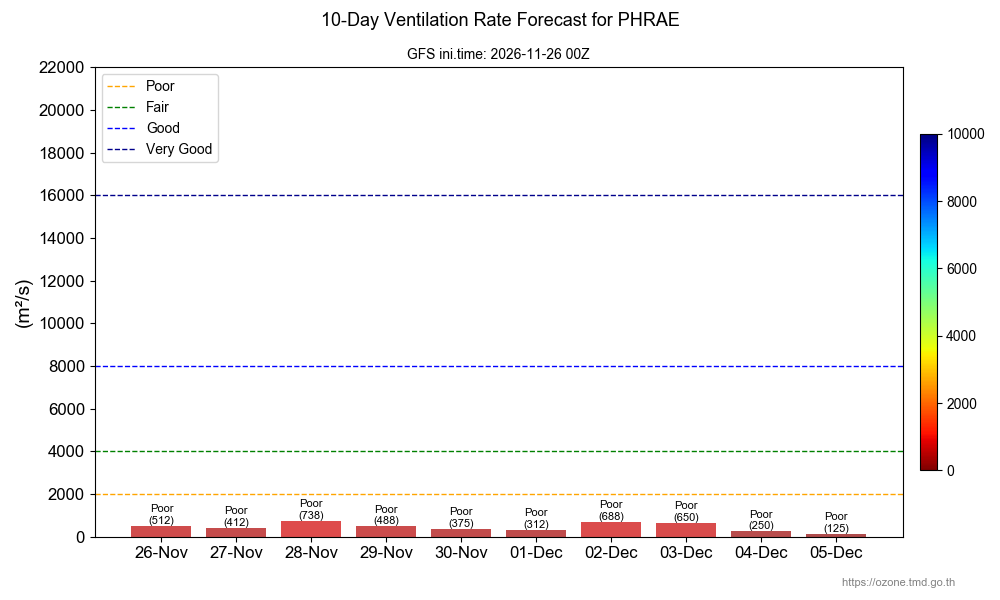 10-Day Ventilation Rate Forecast for PHRAE
GFS ini.time: 2026-11-26 00Z
22000
20000
18000
16000
14000
12000
10000
8000
6000
4000
2000
0
(m²/s)
Poor
Fair
Good
Very Good
Poor
(512)
Poor
(412)
Poor
(738)
Poor
(488)
Poor
(375)
Poor
(312)
Poor
(688)
Poor
(650)
Poor
(250)
Poor
(125)
26-Nov 27-Nov 28-Nov 29-Nov 30-Nov 01-Dec 02-Dec 03-Dec 04-Dec 05-Dec
10000
8000
6000
4000
2000
0
https://ozone.tmd.go.th